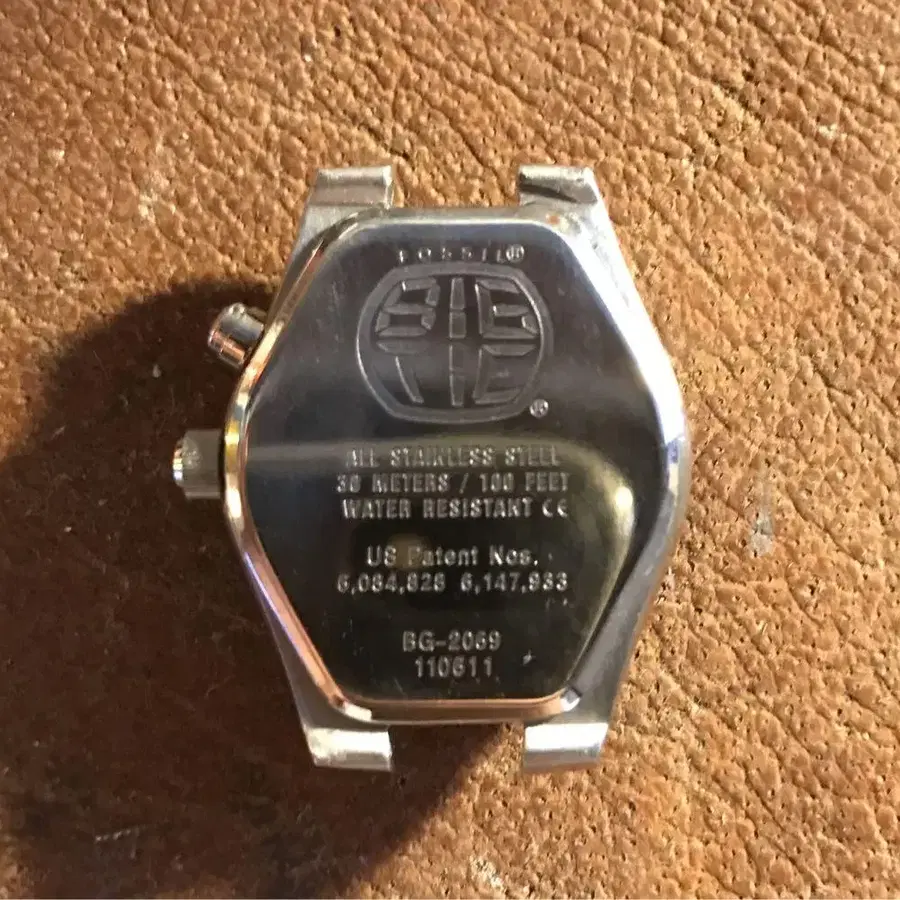 FOSSIL®
BIG
TIC
®
ALL STAINLESS STEEL
30 METERS / 100 FEET
WATER RESISTANT CE
US Patent Nos.
6,084,828 6,147,933
BG-2069
110611